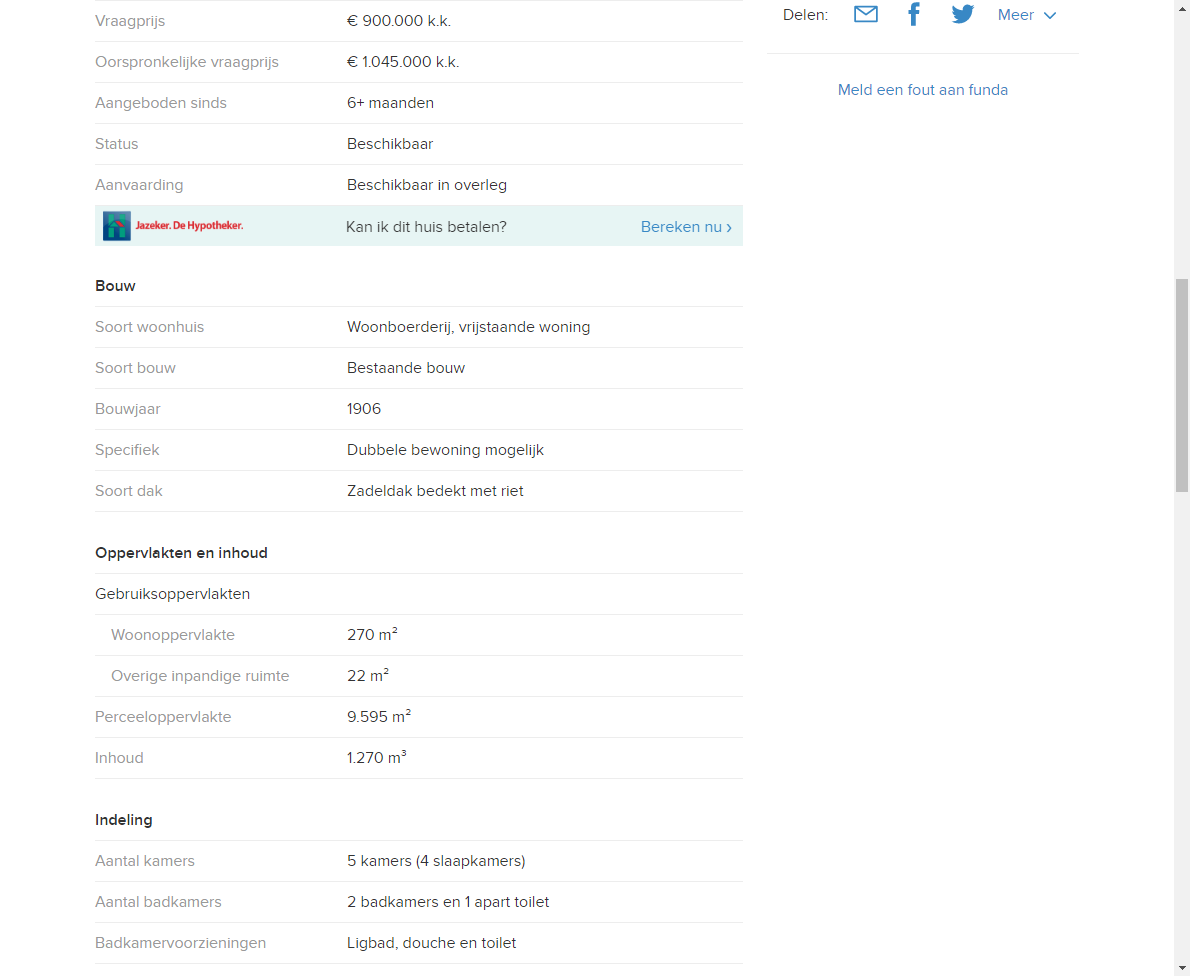 Vraagprijs € 900.000 k.k.
Oorspronkelijke vraagprijs € 1.045.000 k.k.
Aangeboden sinds 6+ maanden
Status Beschikbaar
Aanvaarding Beschikbaar in overleg
Jazeker. De Hypotheker. Kan ik dit huis betalen? Bereken nu ›
Bouw
Soort woonhuis Woonboerderij, vrijstaande woning
Soort bouw Bestaande bouw
Bouwjaar 1906
Specifiek Dubbele bewoning mogelijk
Soort dak Zadeldak bedekt met riet
Oppervlakten en inhoud
Gebruiksoppervlakten
Woonoppervlakte 270 m²
Overige inpandige ruimte 22 m²
Perceeloppervlakte 9.595 m²
Inhoud 1.270 m³
Indeling
Aantal kamers 5 kamers (4 slaapkamers)
Aantal badkamers 2 badkamers en 1 apart toilet
Badkamervoorzieningen Ligbad, douche en toilet
Delen: Meer
Meld een fout aan funda